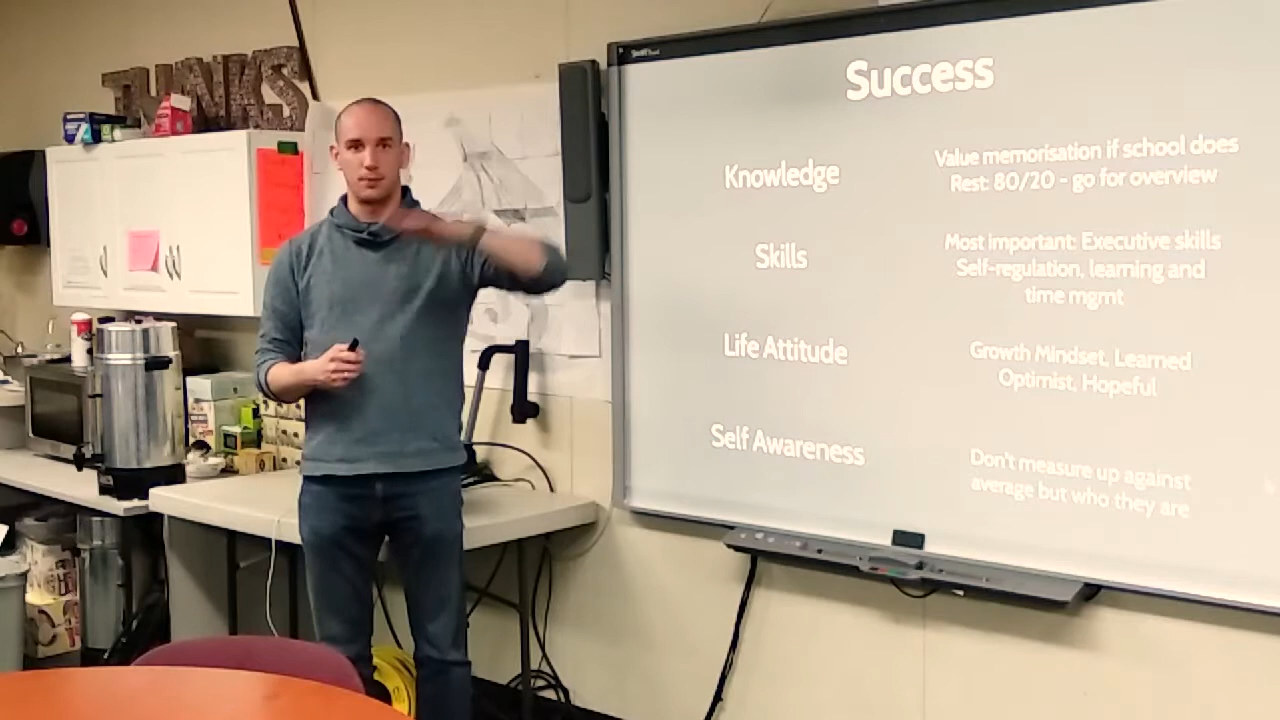 THINKS
Success
Knowledge
Value memorisation if school does
Rest: 80/20 - go for overview
Skills
Most important: Executive skills
Self-regulation, learning and
time mgmt
Life Attitude
Growth Mindset, Learned
Optimist, Hopeful
Self Awareness
Don't measure up against
average but who they are